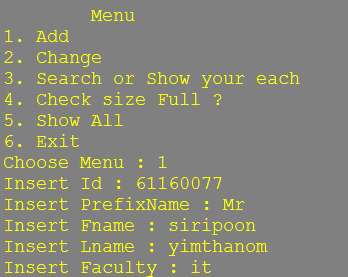 Menu
1. Add
2. Change
3. Search or Show your each
4. Check size Full ?
5. Show All
6. Exit
Choose Menu : 1
Insert Id : 61160077
Insert PrefixName : Mr
Insert Fname : siripoon
Insert Lname : yimthanom
Insert Faculty : it